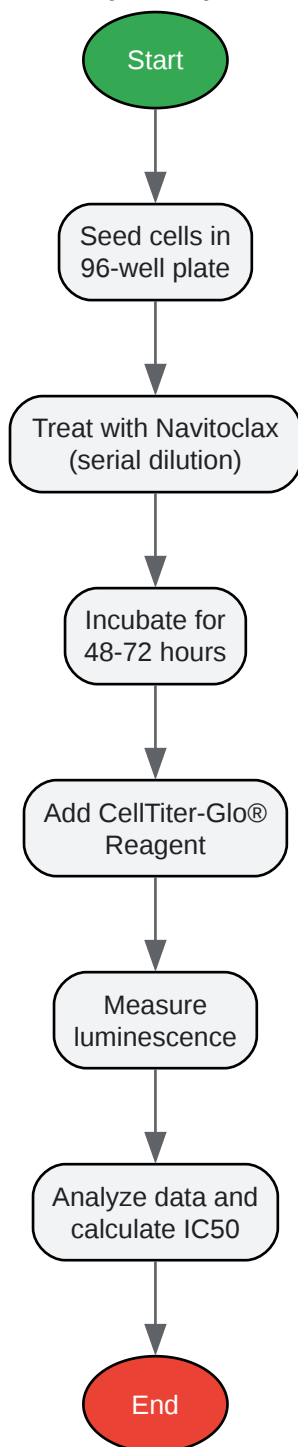 Start
Seed cells in
96-well plate
Treat with Navitoclax
(serial dilution)
Incubate for
48-72 hours
Add CellTiter-Glo®
Reagent
Measure
luminescence
Analyze data and
calculate IC50
End